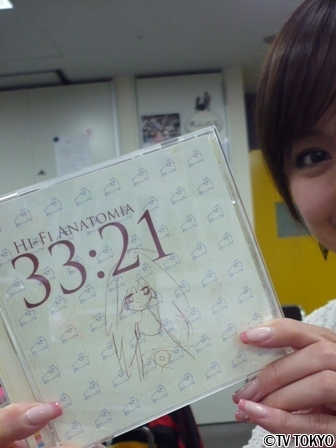 HI-FI ANATOMIA
33:21
©TV TOKYO